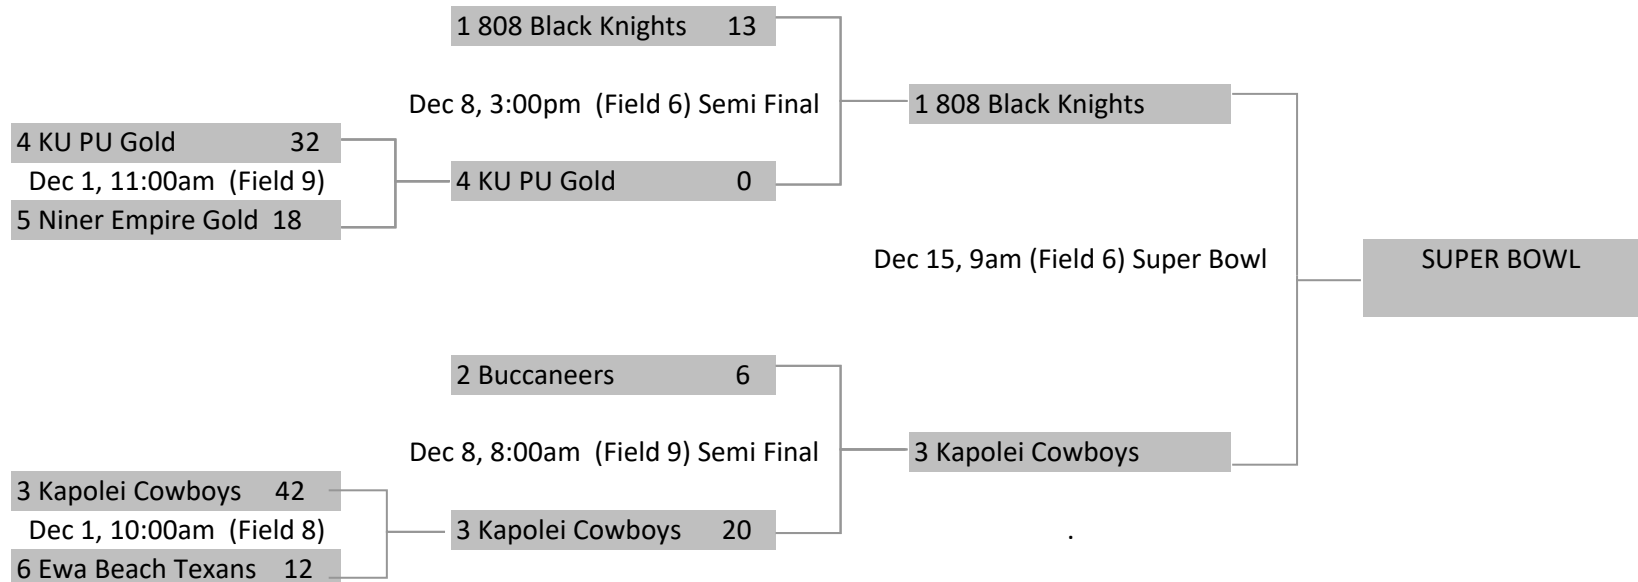 1 808 Black Knights 13
Dec 8, 3:00pm (Field 6) Semi Final
1 808 Black Knights
4 KU PU Gold 32
Dec 1, 11:00am (Field 9)
4 KU PU Gold 0
5 Niner Empire Gold 18
Dec 15, 9am (Field 6) Super Bowl
SUPER BOWL
2 Buccaneers 6
Dec 8, 8:00am (Field 9) Semi Final
3 Kapolei Cowboys
3 Kapolei Cowboys 42
Dec 1, 10:00am (Field 8)
3 Kapolei Cowboys 20
.
6 Ewa Beach Texans 12